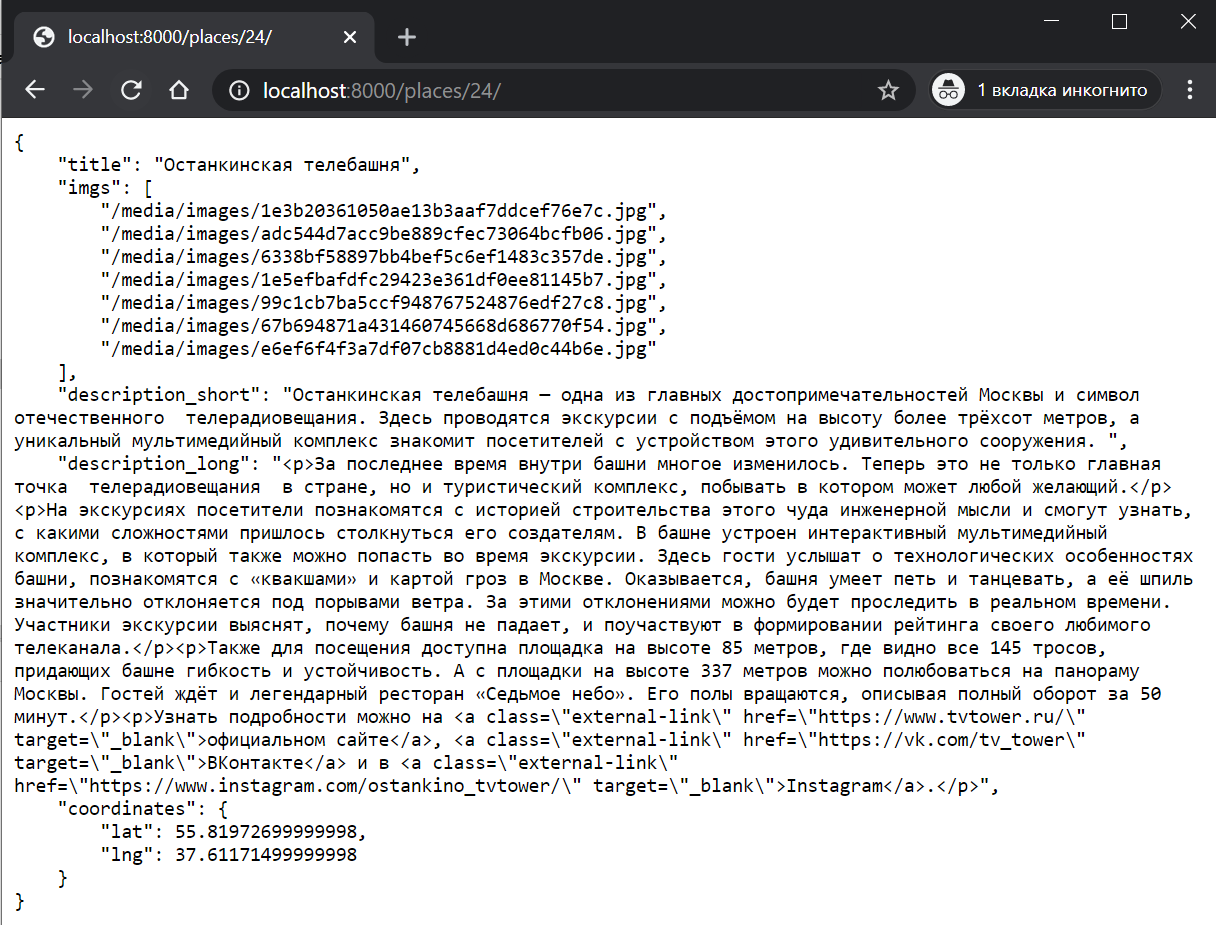 localhost:8000/places/24/
localhost:8000/places/24/
1 вкладка инкогнито
{
    "title": "Останкинская телебашня",
    "imgs": [
        "/media/images/1e3b20361050ae13b3aaf7ddcef76e7c.jpg",
        "/media/images/adc544d7acc9be889cfec73064bcfb06.jpg",
        "/media/images/6338bf58897bb4bef5c6ef1483c357de.jpg",
        "/media/images/1e5efbafdfc29423e361df0ee81145b7.jpg",
        "/media/images/99c1cb7ba5ccf948767524876edf27c8.jpg",
        "/media/images/67b694871a431460745668d686770f54.jpg",
        "/media/images/e6ef6f4f3a7df07cb8881d4ed0c44b6e.jpg"
    ],
    "description_short": "Останкинская телебашня — одна из главных достопримечательностей Москвы и символ
отечественного  телерадиовещания. Здесь проводятся экскурсии с подъёмом на высоту более трёхсот метров, а
уникальный мультимедийный комплекс знакомит посетителей с устройством этого удивительного сооружения. ",
    "description_long": "<p>За последнее время внутри башни многое изменилось. Теперь это не только главная
точка  телерадиовещания  в стране, но и туристический комплекс, побывать в котором может любой желающий.</p>
<p>На экскурсиях посетители познакомятся с историей строительства этого чуда инженерной мысли и смогут узнать,
с какими сложностями пришлось столкнуться его создателям. В башне устроен интерактивный мультимедийный
комплекс, в который также можно попасть во время экскурсии. Здесь гости услышат о технологических особенностях
башни, познакомятся с «квакшами» и картой гроз в Москве. Оказывается, башня умеет петь и танцевать, а её шпиль
значительно отклоняется под порывами ветра. За этими отклонениями можно будет проследить в реальном времени.
Участники экскурсии выяснят, почему башня не падает, и поучаствуют в формировании рейтинга своего любимого
телеканала.</p><p>Также для посещения доступна площадка на высоте 85 метров, где видно все 145 тросов,
придающих башне гибкость и устойчивость. А с площадки на высоте 337 метров можно полюбоваться на панораму
Москвы. Гостей ждёт и легендарный ресторан «Седьмое небо». Его полы вращаются, описывая полный оборот за 50
минут.</p><p>Узнать подробности можно на <a class=\"external-link\" href=\"https://www.tvtower.ru/\"
target=\"_blank\">официальном сайте</a>, <a class=\"external-link\" href=\"https://vk.com/tv_tower\"
target=\"_blank\">ВКонтакте</a> и в <a class=\"external-link\"
href=\"https://www.instagram.com/ostankino_tvtower/\" target=\"_blank\">Instagram</a>.</p>",
    "coordinates": {
        "lat": 55.81972699999998,
        "lng": 37.61171499999998
    }
}